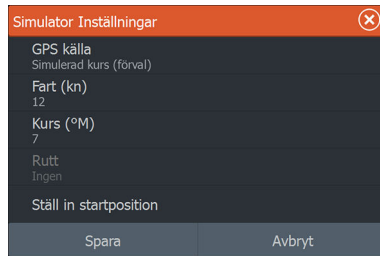 Simulator Inställningar
GPS källa
Simulerad kurs (förval)
Fart (kn)
12
Kurs (°M)
7
Rutt
Ingen
Ställ in startposition
Spara
Avbryt